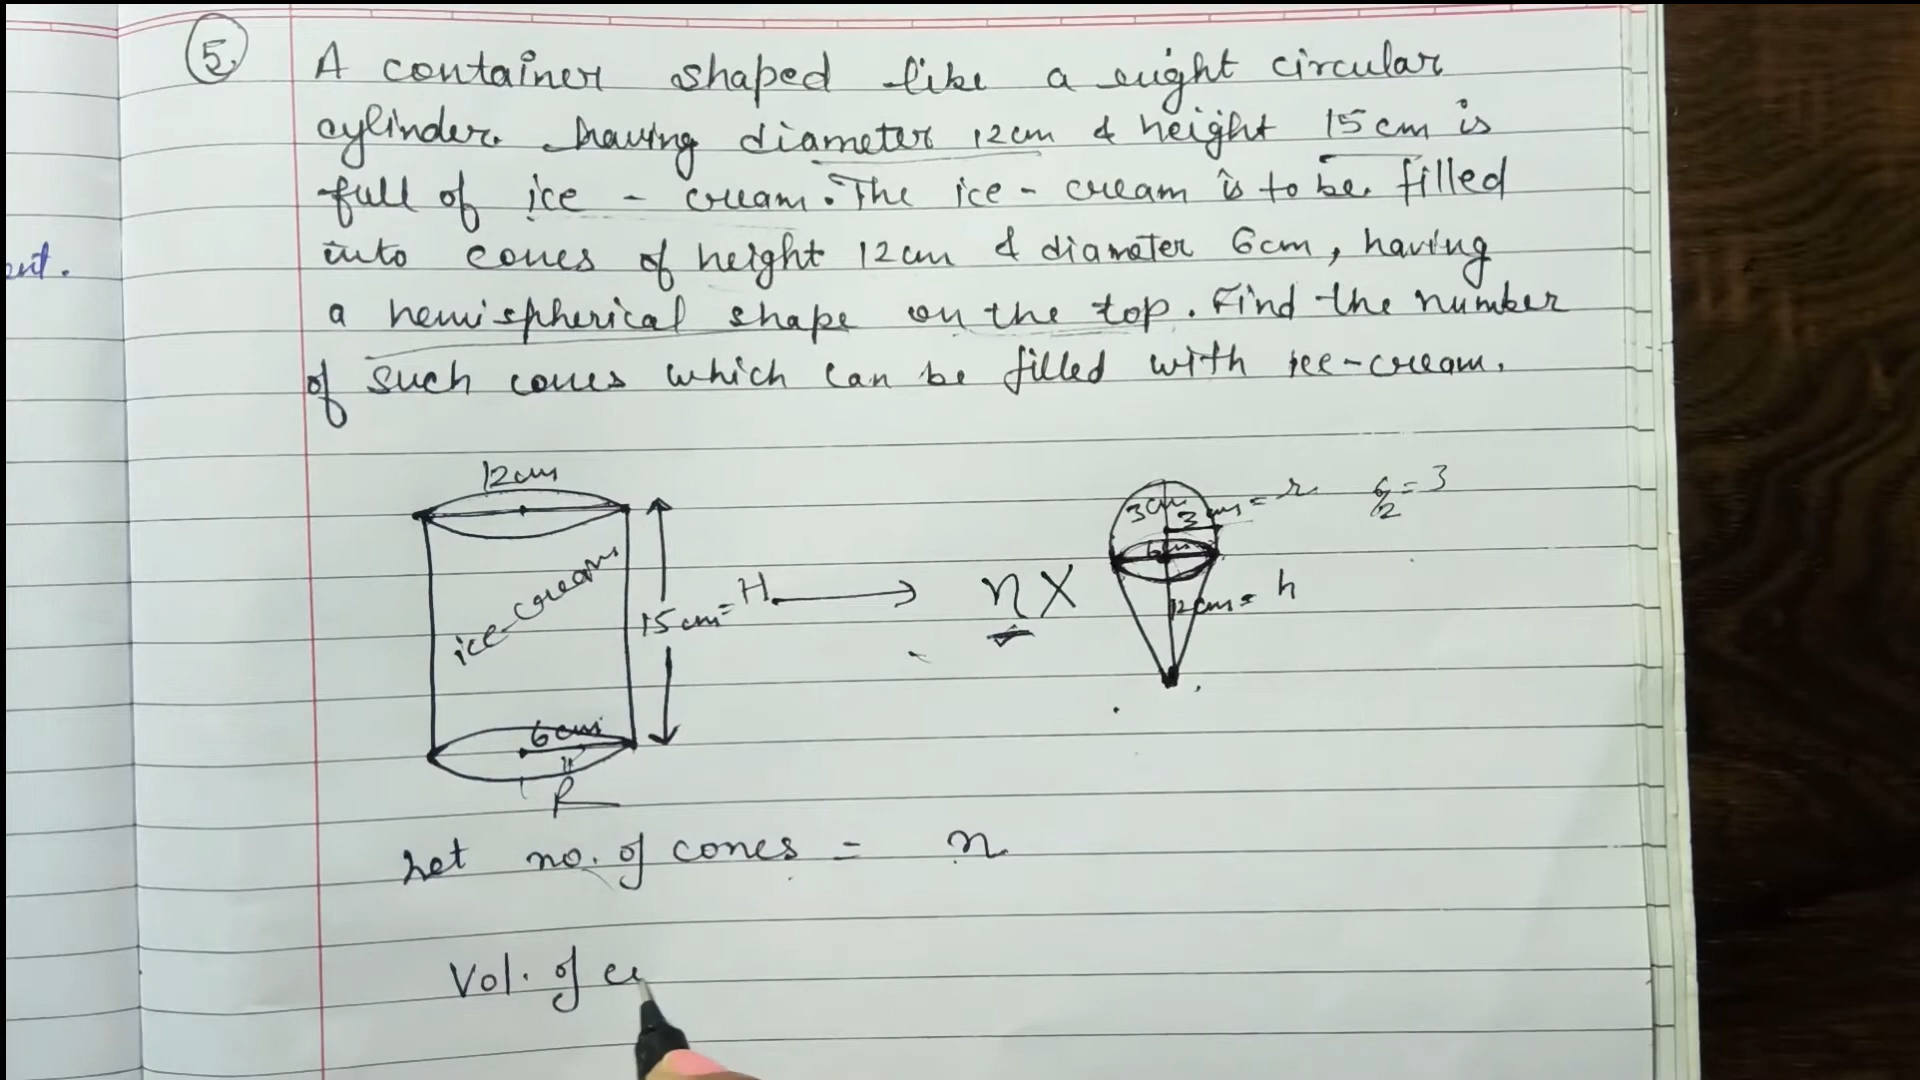 5.
A container shaped like a right circular
cylinder having diameter 12cm & height 15cm is
full of ice - cream. The ice - cream is to be filled
into cones of height 12cm & diameter 6cm, having
a hemispherical shape on the top. Find the number
of such cones which can be filled with ice-cream.
12cm
ice-cream
15cm = H
6cm
R
n X
3cm
3cm = r
6/2 = 3
6cm
12cm = h
Let no. of cones = n
Vol. of